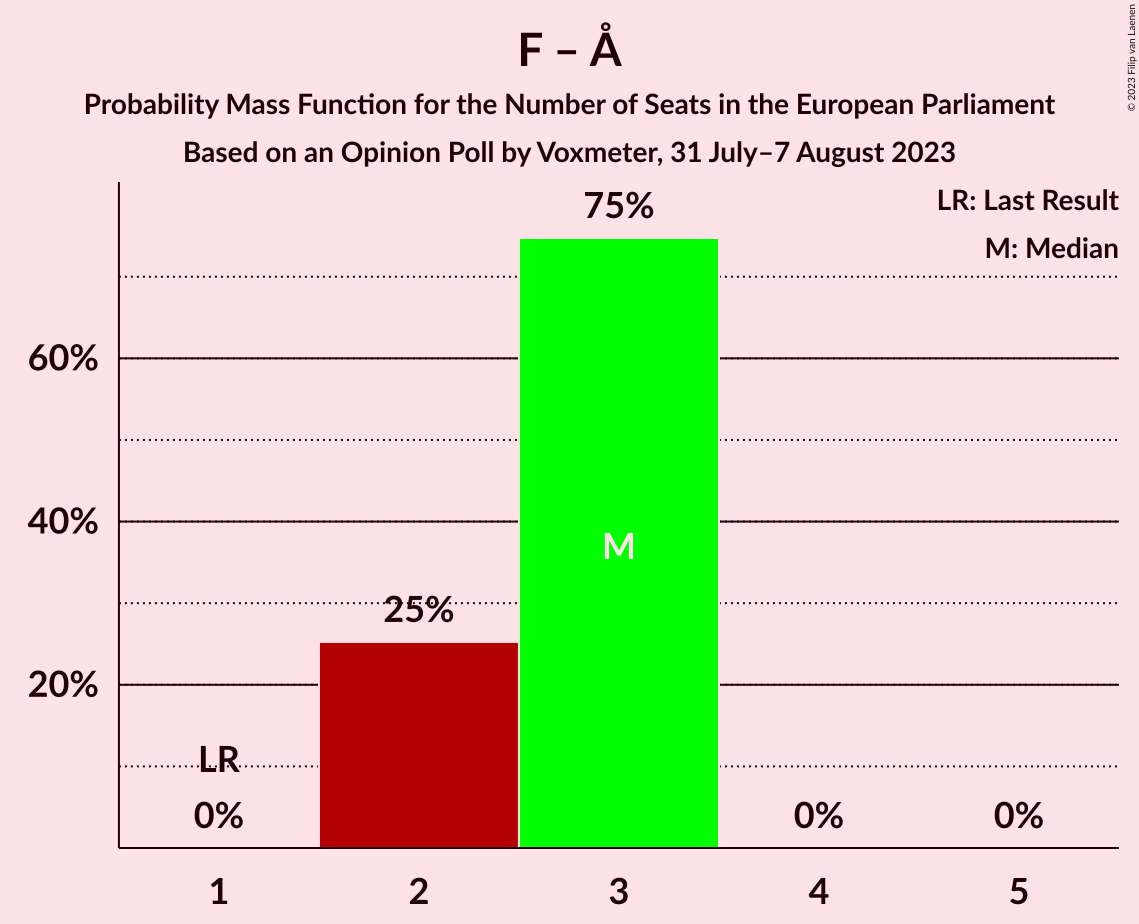 F – Å
Probability Mass Function for the Number of Seats in the European Parliament
Based on an Opinion Poll by Voxmeter, 31 July–7 August 2023
© 2023 Filip van Laenen
LR: Last Result
M: Median
75%
60%
40%
M
25%
20%
LR
0%
0%
0%
1
2
3
4
5